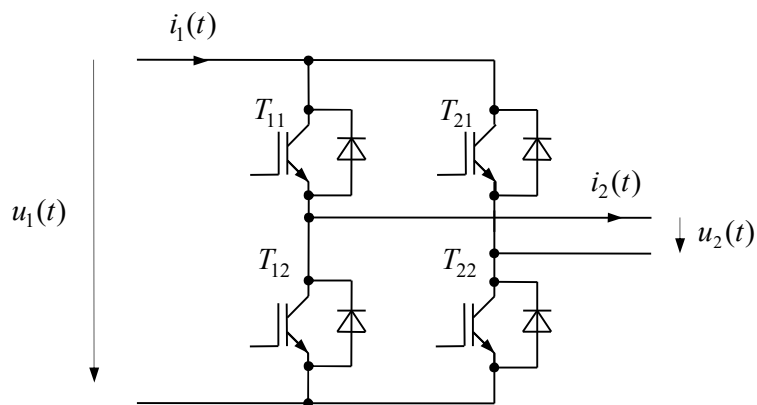 i₁(t)
T₁₁
T₂₁
i₂(t)
u₁(t)
u₂(t)
T₁₂
T₂₂